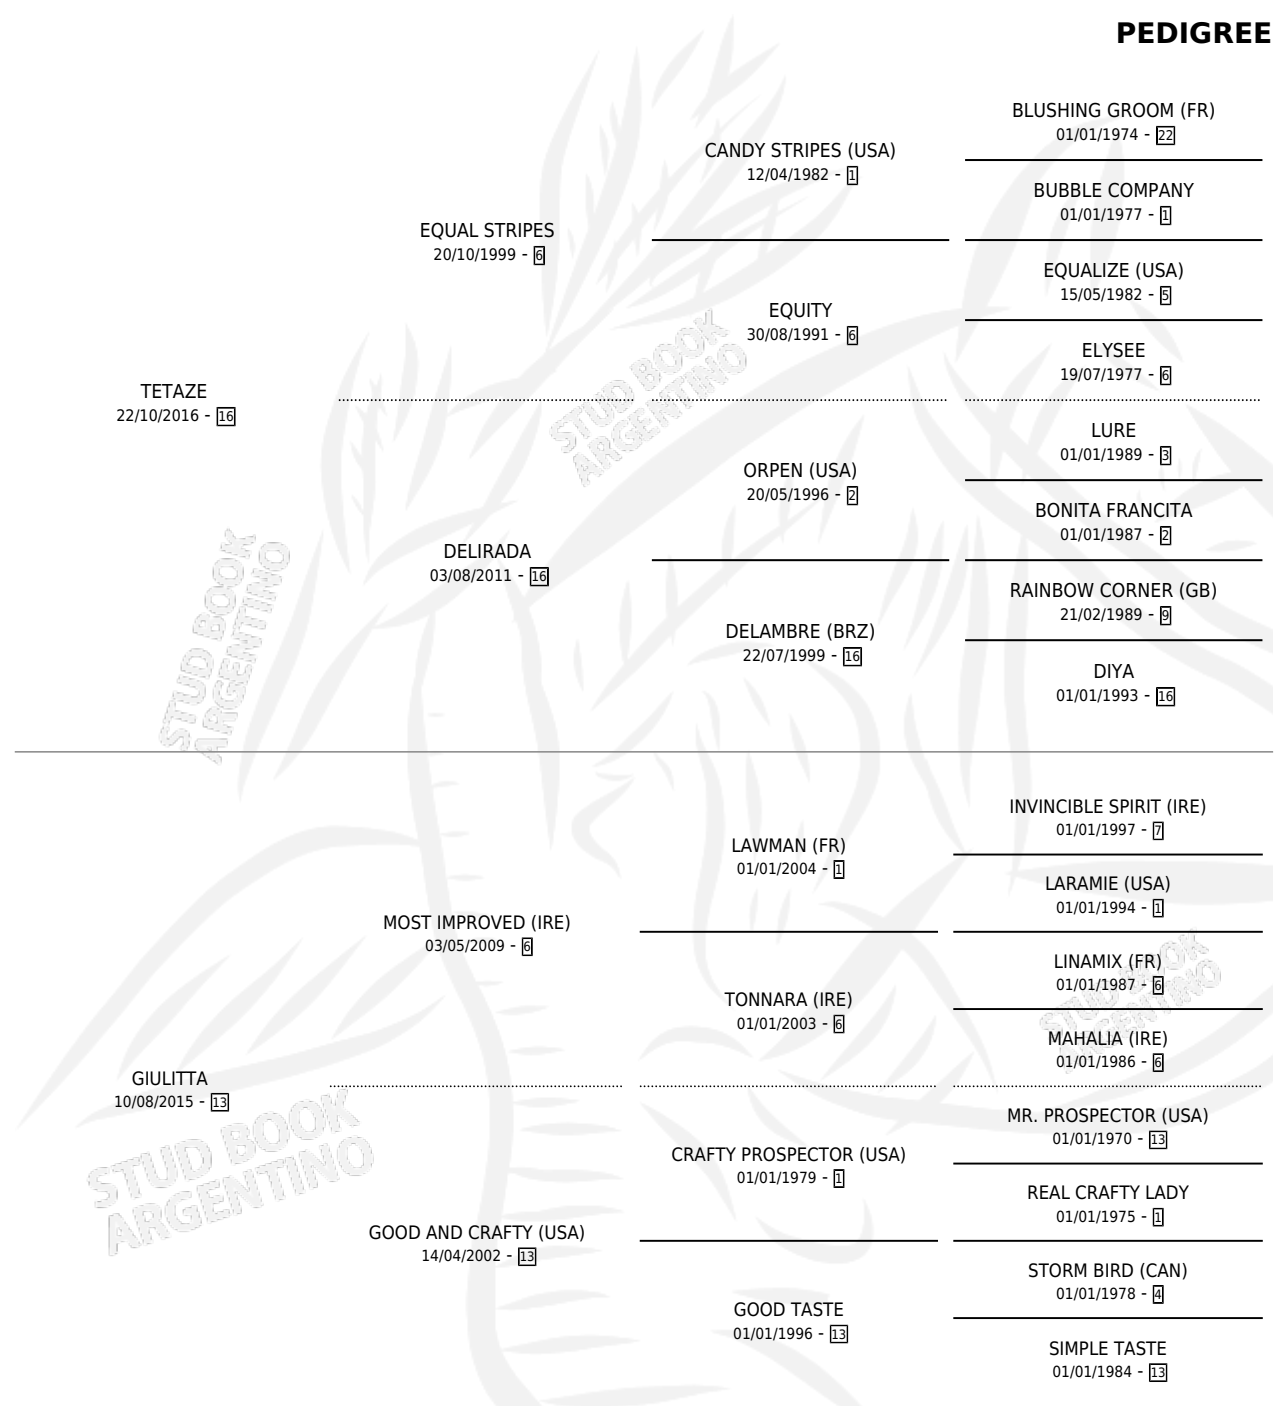 PEDIGREE
BLUSHING GROOM (FR)
01/01/1974 - 22
CANDY STRIPES (USA)
12/04/1982 - 1
BUBBLE COMPANY
01/01/1977 - 1
EQUAL STRIPES
20/10/1999 - 6
EQUALIZE (USA)
15/05/1982 - 5
EQUITY
30/08/1991 - 6
ELYSEE
19/07/1977 - 6
TETAZE
22/10/2016 - 16
LURE
01/01/1989 - 3
ORPEN (USA)
20/05/1996 - 2
BONITA FRANCITA
01/01/1987 - 2
DELIRADA
03/08/2011 - 16
RAINBOW CORNER (GB)
21/02/1989 - 9
DELAMBRE (BRZ)
22/07/1999 - 16
DIYA
01/01/1993 - 16
INVINCIBLE SPIRIT (IRE)
01/01/1997 - 7
LAWMAN (FR)
01/01/2004 - 1
LARAMIE (USA)
01/01/1994 - 1
MOST IMPROVED (IRE)
03/05/2009 - 6
LINAMIX (FR)
01/01/1987 - 6
TONNARA (IRE)
01/01/2003 - 6
MAHALIA (IRE)
01/01/1986 - 6
GIULITTA
10/08/2015 - 13
MR. PROSPECTOR (USA)
01/01/1970 - 13
CRAFTY PROSPECTOR (USA)
01/01/1979 - 1
REAL CRAFTY LADY
01/01/1975 - 1
GOOD AND CRAFTY (USA)
14/04/2002 - 13
STORM BIRD (CAN)
01/01/1978 - 4
GOOD TASTE
01/01/1996 - 13
SIMPLE TASTE
01/01/1984 - 13
STUD BOOK
ARGENTINO
STUD BOOK
ARGENTINO
STUD BOOK
ARGENTINO
STUD BOOK
ARGENTINO